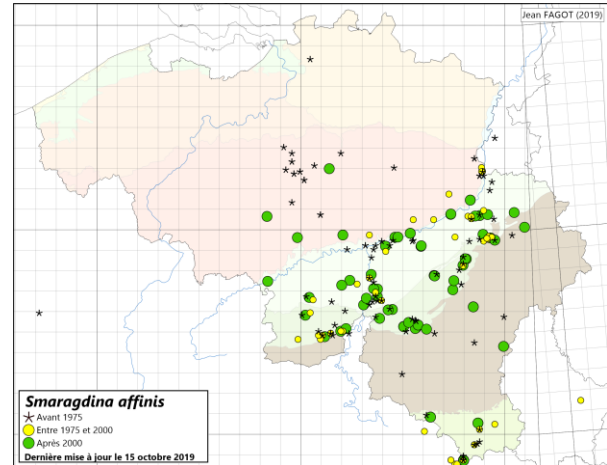 Jean FAGOT (2019)
Smaragdina affinis
Avant 1975
Entre 1975 et 2000
Après 2000
Dernière mise à jour le 15 octobre 2019